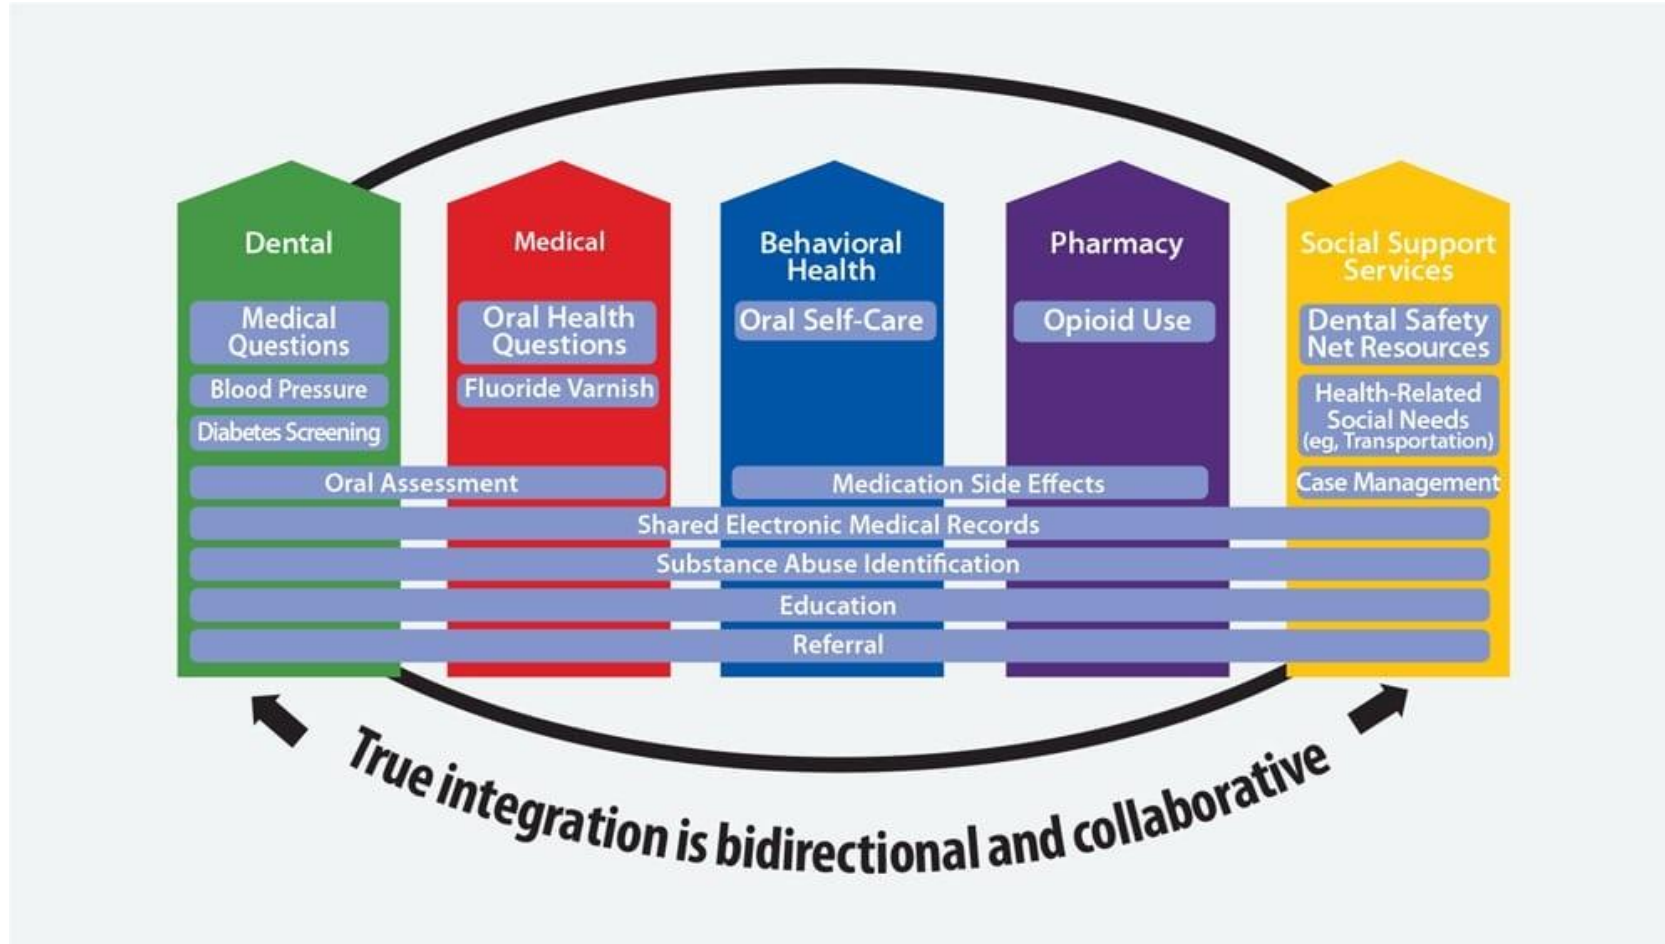 Dental
Medical
Questions
Blood Pressure
Diabetes Screening
Medical
Oral Health
Questions
Fluoride Varnish
Behavioral
Health
Oral Self-Care
Pharmacy
Opioid Use
Social Support
Services
Dental Safety
Net Resources
Health-Related
Social Needs
(eg, Transportation)
Oral Assessment
Medication Side Effects
Case Management
Shared Electronic Medical Records
Substance Abuse Identification
Education
Referral
True integration is bidirectional and collaborative